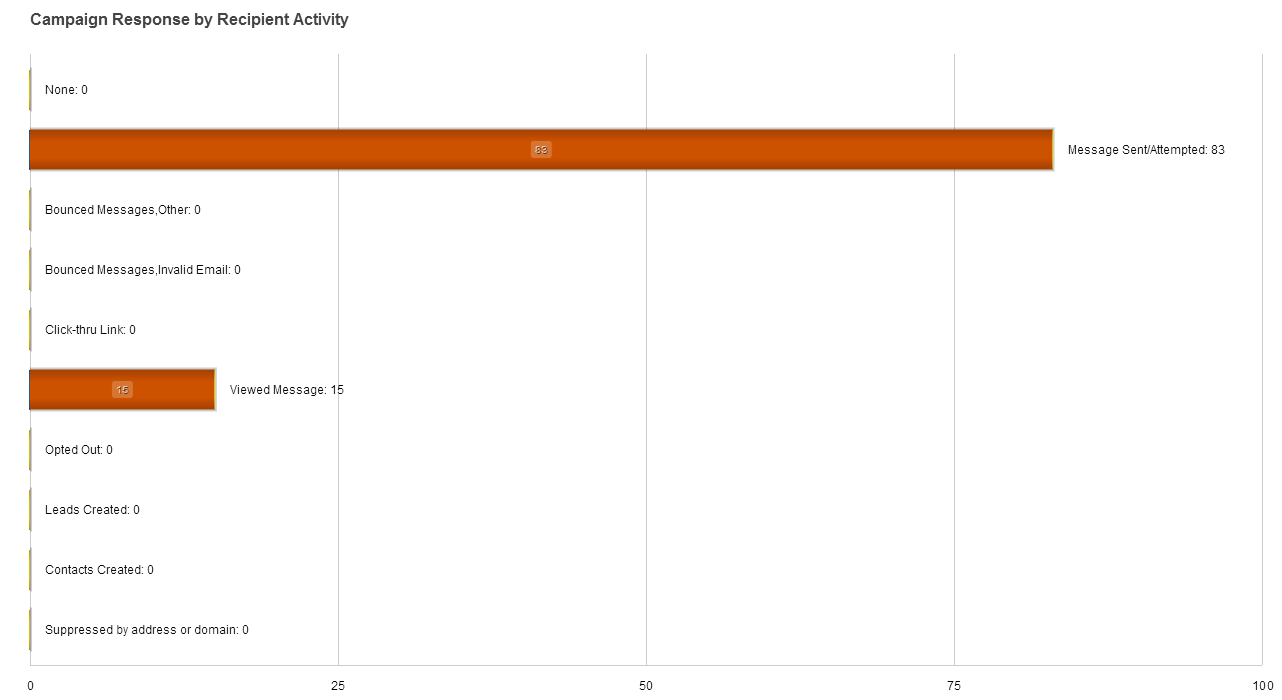 Campaign Response by Recipient Activity
None: 0
83
Message Sent/Attempted: 83
Bounced Messages,Other: 0
Bounced Messages,Invalid Email: 0
Click-thru Link: 0
15
Viewed Message: 15
Opted Out: 0
Leads Created: 0
Contacts Created: 0
Suppressed by address or domain: 0
0 25 50 75 100